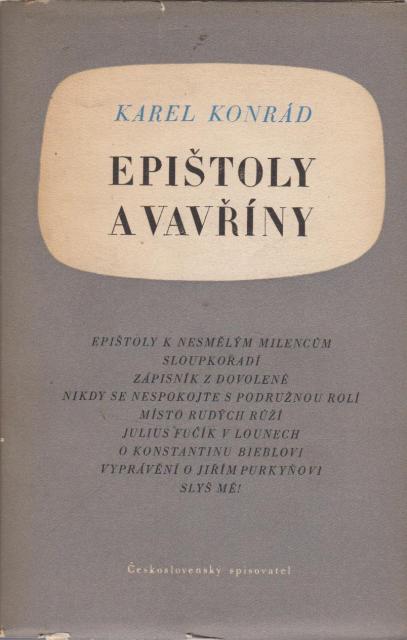 KAREL KONRÁD
EPIŠTOLY
A VAVŘÍNY
EPIŠTOLY K NESMĚLÝM MILENCŮM
SLOUPKOŘADÍ
ZÁPISNÍK Z DOVOLENÉ
NIKDY SE NESPOKOJTE S PODRUŽNOU ROLÍ
MÍSTO RUDÝCH RŮŽÍ
JULIUS FUČÍK V LOUNECH
O KONSTANTINU BIEBLOVI
VYPRÁVĚNÍ O JIŘÍM PURKYŇOVI
SLYŠ MĚ!
Československý spisovatel